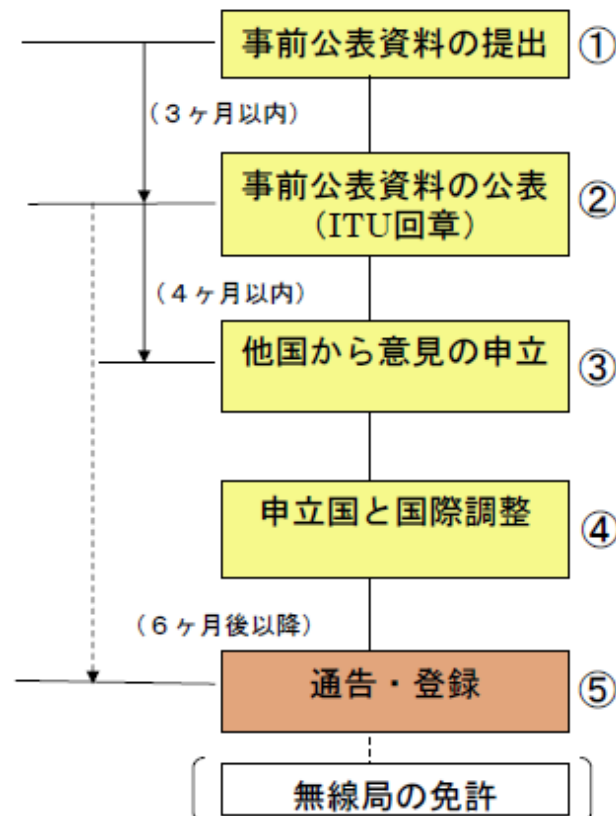 事前公表資料の提出 ①
（３ヶ月以内）
事前公表資料の公表 ②
（ITU回章）
（４ヶ月以内）
他国から意見の申立 ③
申立国と国際調整 ④
（６ヶ月後以降）
通告・登録 ⑤
無線局の免許